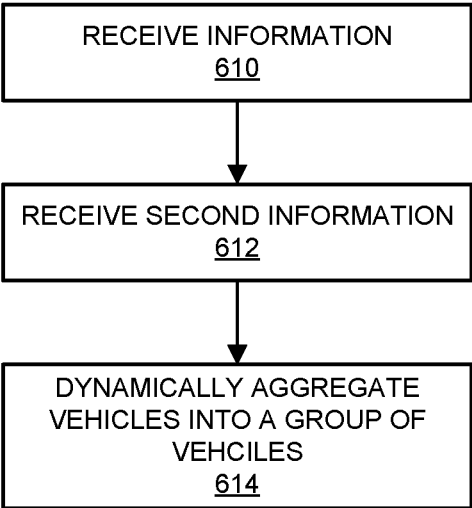 RECEIVE INFORMATION
610
RECEIVE SECOND INFORMATION
612
DYNAMICALLY AGGREGATE
VEHICLES INTO A GROUP OF
VEHCILES
614